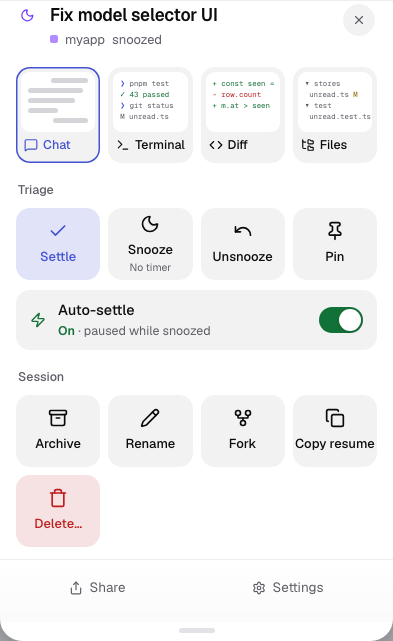 Fix model selector UI
myapp snoozed
❯ pnpm test
✓ 43 passed
❯ git status
M unread.ts
+ const seen =
- row.count
+ m.at > seen
▾ stores
unread.ts M
▾ test
unread.test.ts
Chat
Terminal
Diff
Files
Triage
Settle
Snooze
No timer
Unsnooze
Pin
Auto-settle
On · paused while snoozed
Session
Archive
Rename
Fork
Copy resume
Delete…
Share
Settings